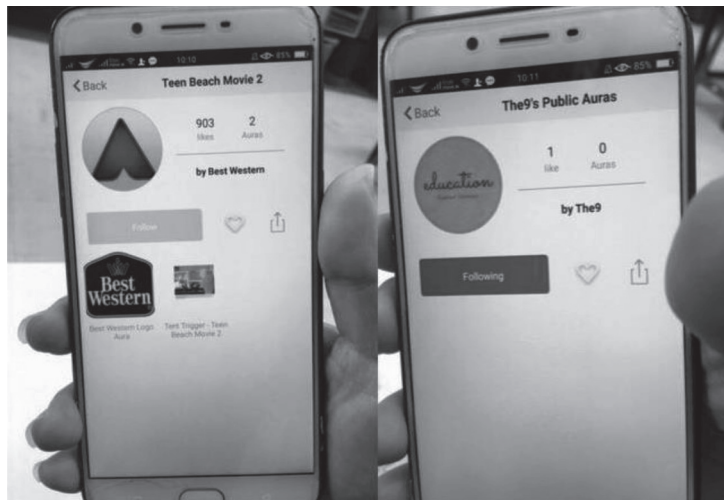 10:10
85%
Back
Teen Beach Movie 2
903
likes
2
Auras
by Best Western
Follow
Best
Western
Best Western Logo
Aura
Tent Trigger - Teen
Beach Movie 2
10:11
85%
Back
The9's Public Auras
education
1
like
0
Auras
by The9
Following